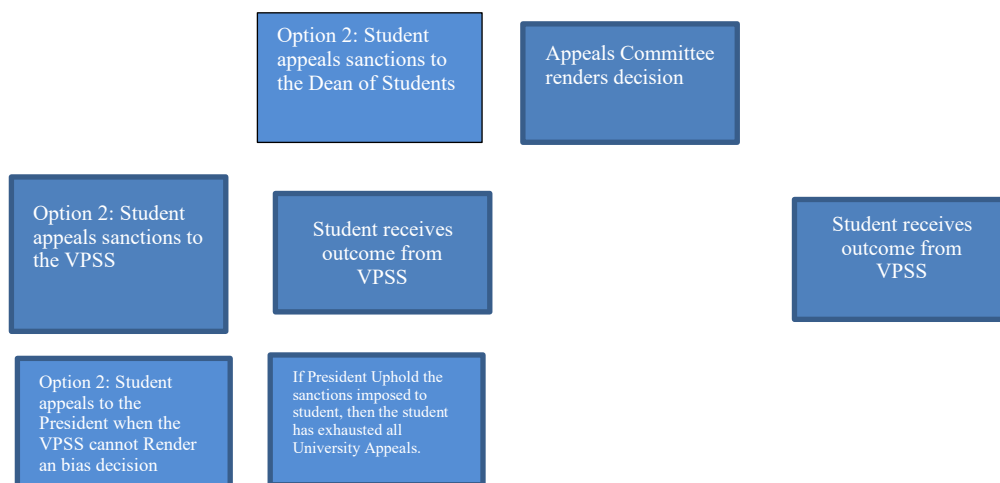 Option 2: Student
appeals sanctions to
the Dean of Students
Appeals Committee
renders decision
Option 2: Student
appeals sanctions to
the VPSS
Student receives
outcome from
VPSS
Student receives
outcome from
VPSS
Option 2: Student
appeals to the
President when the
VPSS cannot Render
an bias decision
If President Uphold the
sanctions imposed to
student, then the student
has exhausted all
University Appeals.